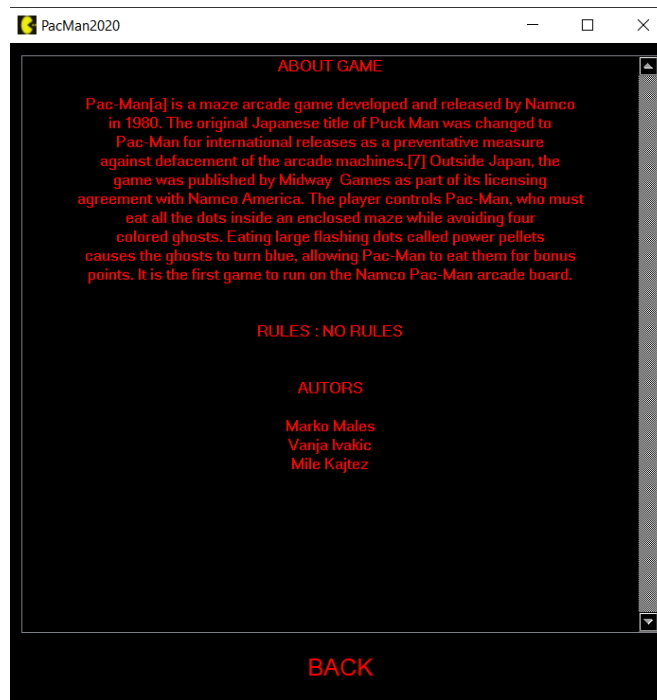 PacMan2020
ABOUT GAME
Pac-Man[a] is a maze arcade game developed and released by Namco
in 1980. The original Japanese title of Puck Man was changed to
Pac-Man for international releases as a preventative measure
against defacement of the arcade machines.[7] Outside Japan, the
game was published by Midway  Games as part of its licensing
agreement with Namco America. The player controls Pac-Man, who must
eat all the dots inside an enclosed maze while avoiding four
colored ghosts. Eating large flashing dots called power pellets
causes the ghosts to turn blue, allowing Pac-Man to eat them for bonus
points. It is the first game to run on the Namco Pac-Man arcade board.
RULES : NO RULES
AUTORS
Marko Males
Vanja Ivakic
Mile Kajtez
BACK